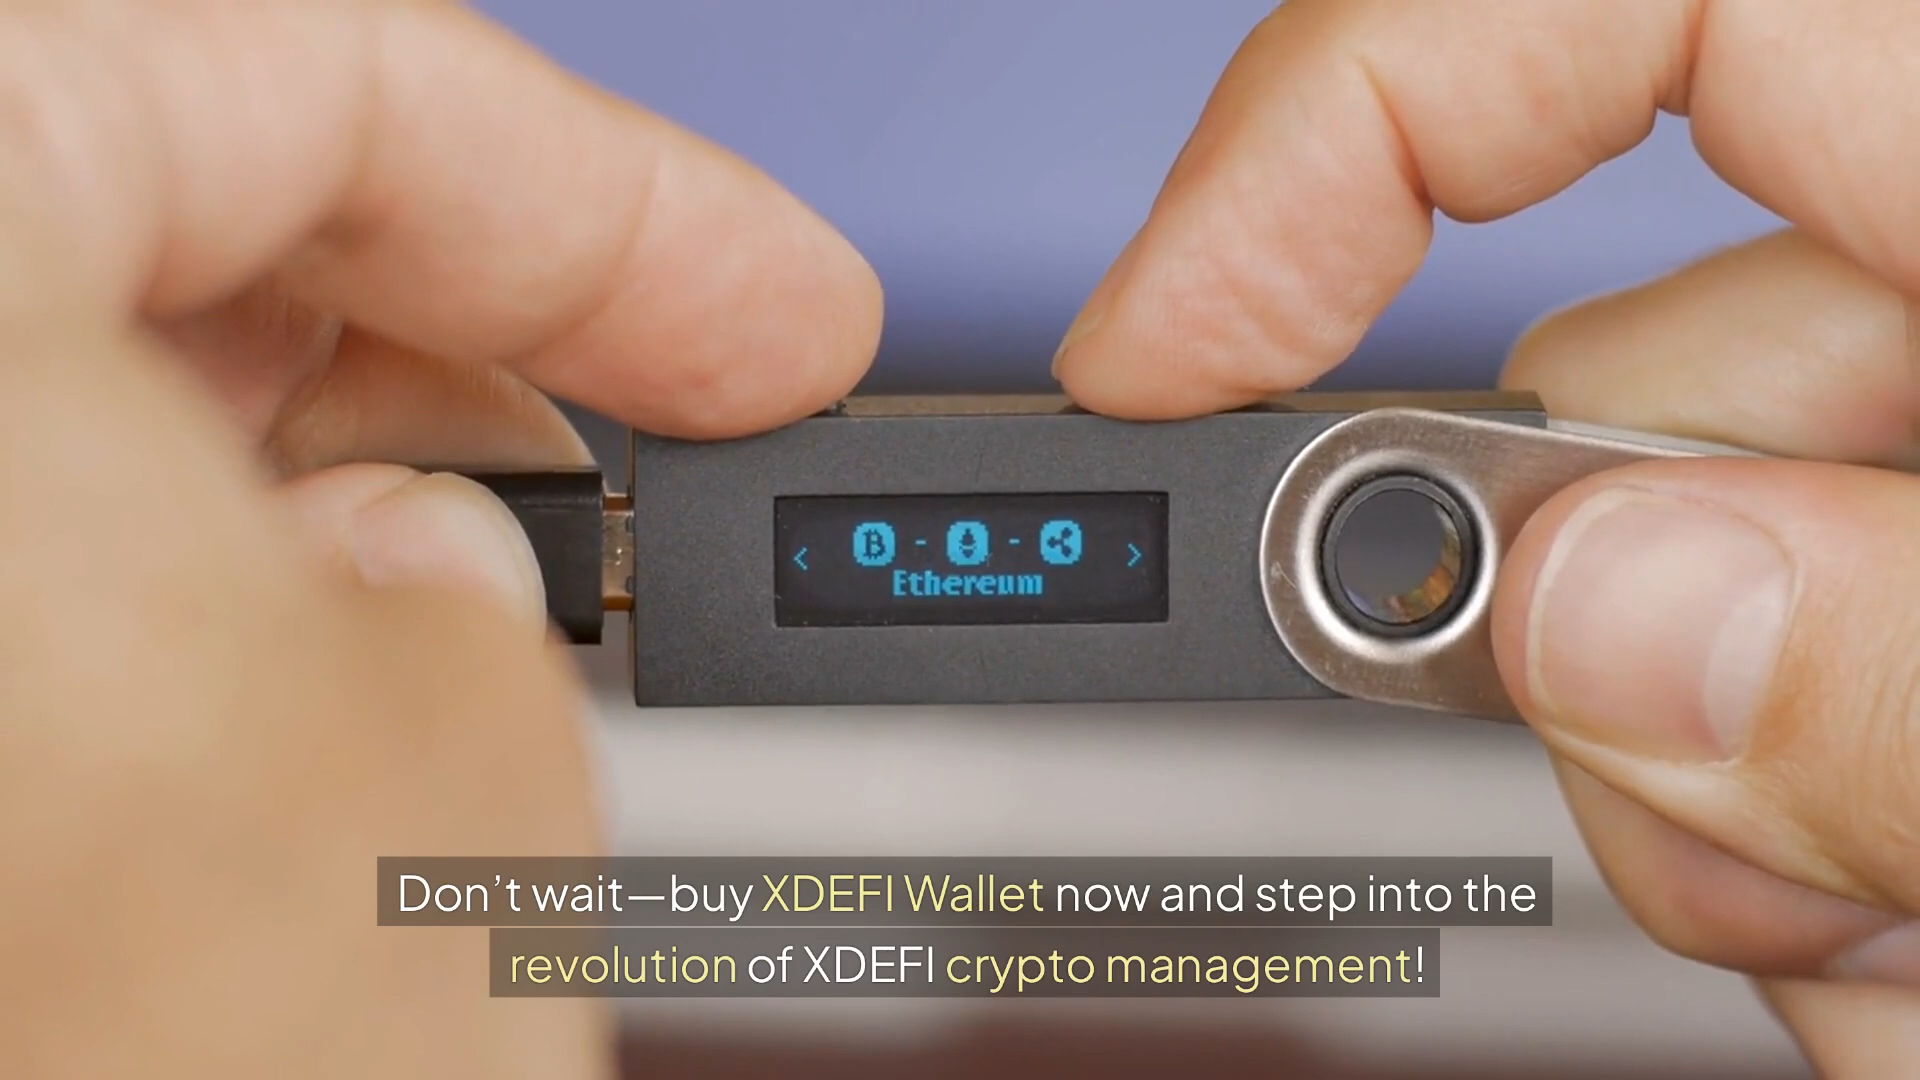 Ethereum
Don’t wait—buy XDEFI Wallet now and step into the
revolution of XDEFI crypto management!